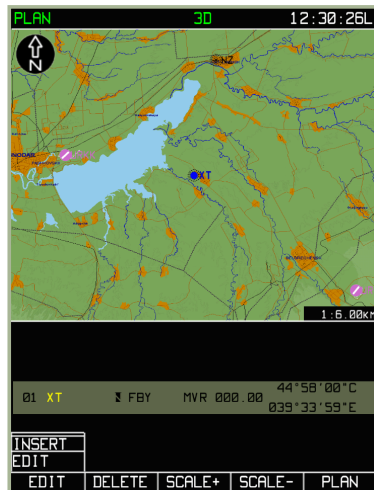 PLAN 3D 12:30:26L
N
NZ
XT
1:6.00КМ
44°58'00"С
01 XT FBY MVR 000.00
039°33'59"E
INSERT
EDIT
EDIT DELETE SCALE+ SCALE- PLAN